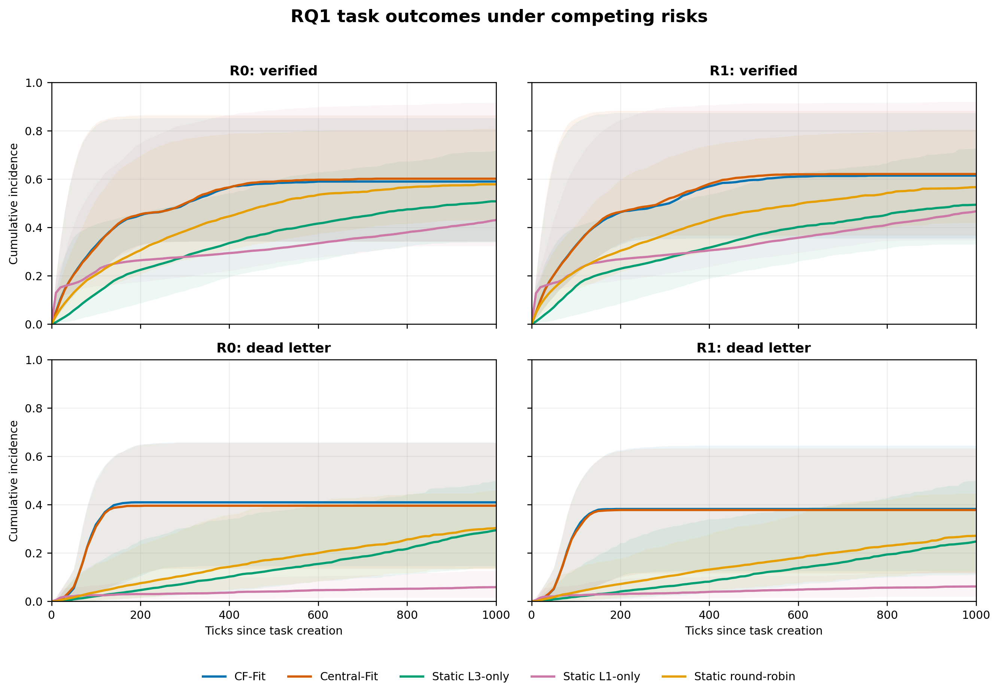 RQ1 task outcomes under competing risks
R0: verified
R1: verified
1.0
0.8
0.6
0.4
0.2
0.0
Cumulative incidence
R0: dead letter
R1: dead letter
1.0
0.8
0.6
0.4
0.2
0.0
Cumulative incidence
0 200 400 600 800 1000
0 200 400 600 800 1000
Ticks since task creation
Ticks since task creation
CF-Fit Central-Fit Static L3-only Static L1-only Static round-robin